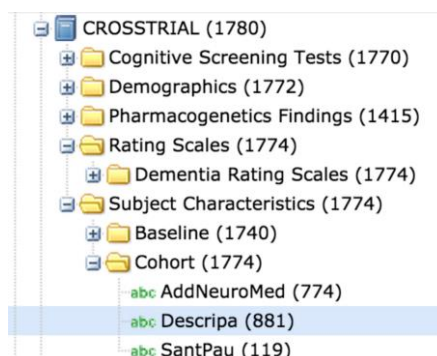 CROSSTRIAL (1780)
Cognitive Screening Tests (1770)
Demographics (1772)
Pharmacogenetics Findings (1415)
Rating Scales (1774)
Dementia Rating Scales (1774)
Subject Characteristics (1774)
Baseline (1740)
Cohort (1774)
abc AddNeuroMed (774)
abc Descripa (881)
abc SantPau (119)